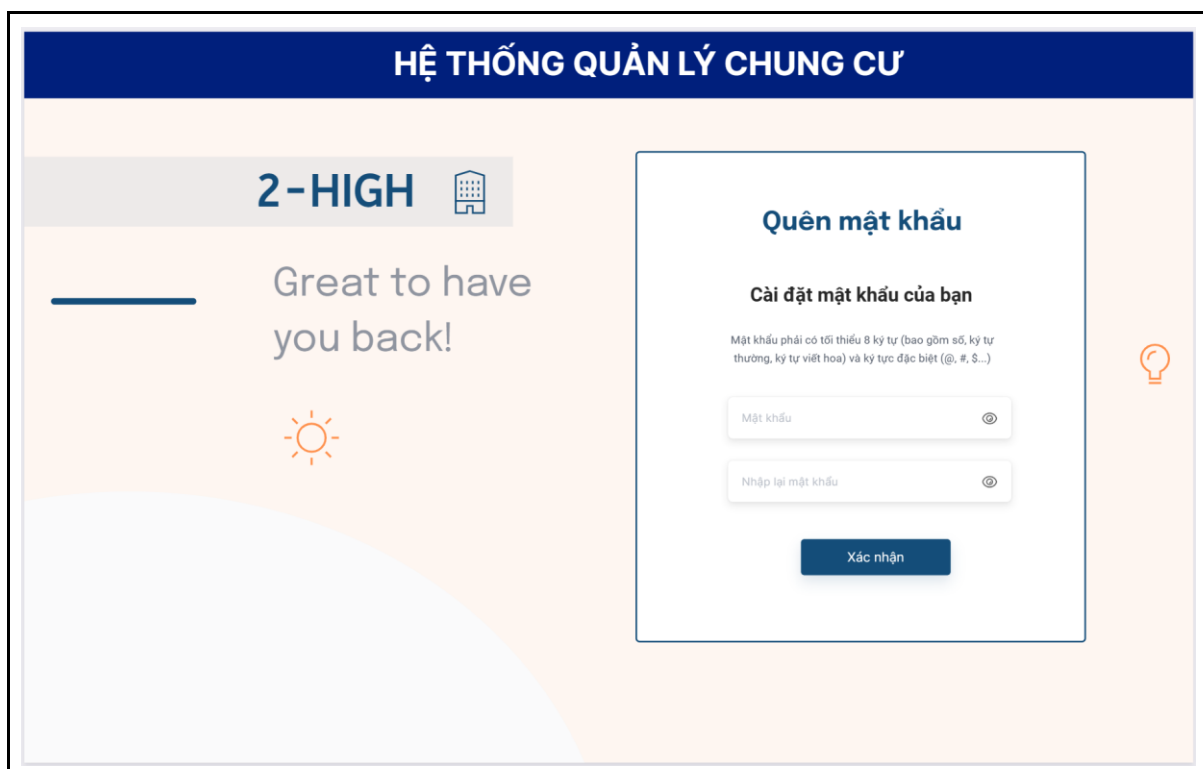 HỆ THỐNG QUẢN LÝ CHUNG CƯ
2-HIGH
Great to have
you back!
Quên mật khẩu
Cài đặt mật khẩu của bạn
Mật khẩu phải có tối thiểu 8 ký tự (bao gồm số, ký tự
thường, ký tự viết hoa) và ký tực đặc biệt (@, #, $...)
Mật khẩu
Nhập lại mật khẩu
Xác nhận